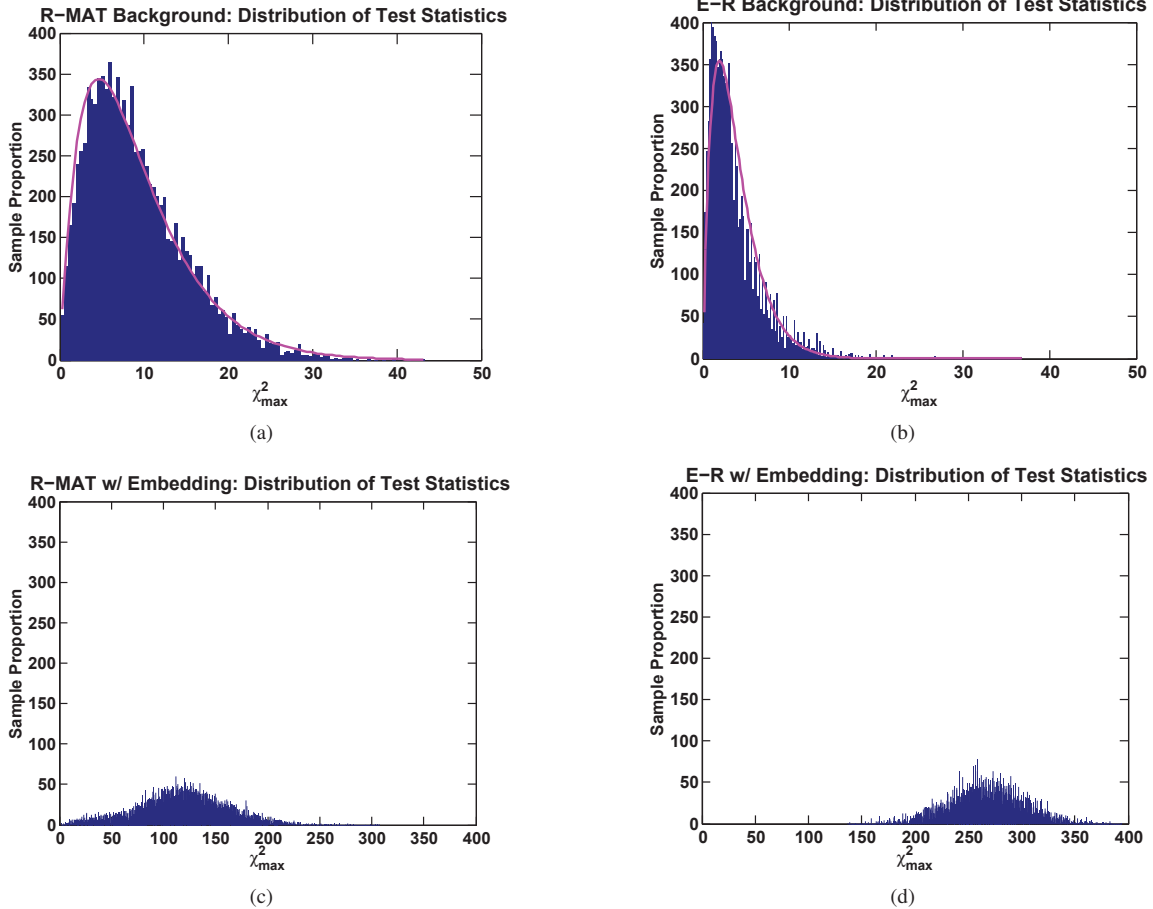 R−MAT Background: Distribution of Test Statistics
400
350
300
250
200
150
100
50
0
Sample Proportion
0 10 20 30 40 50
χ²max
(a)
E−R Background: Distribution of Test Statistics
400
350
300
250
200
150
100
50
0
Sample Proportion
0 10 20 30 40 50
χ²max
(b)
R−MAT w/ Embedding: Distribution of Test Statistics
400
350
300
250
200
150
100
50
0
Sample Proportion
0 50 100 150 200 250 300 350 400
χ²max
(c)
E−R w/ Embedding: Distribution of Test Statistics
400
350
300
250
200
150
100
50
0
Sample Proportion
0 50 100 150 200 250 300 350 400
χ²max
(d)